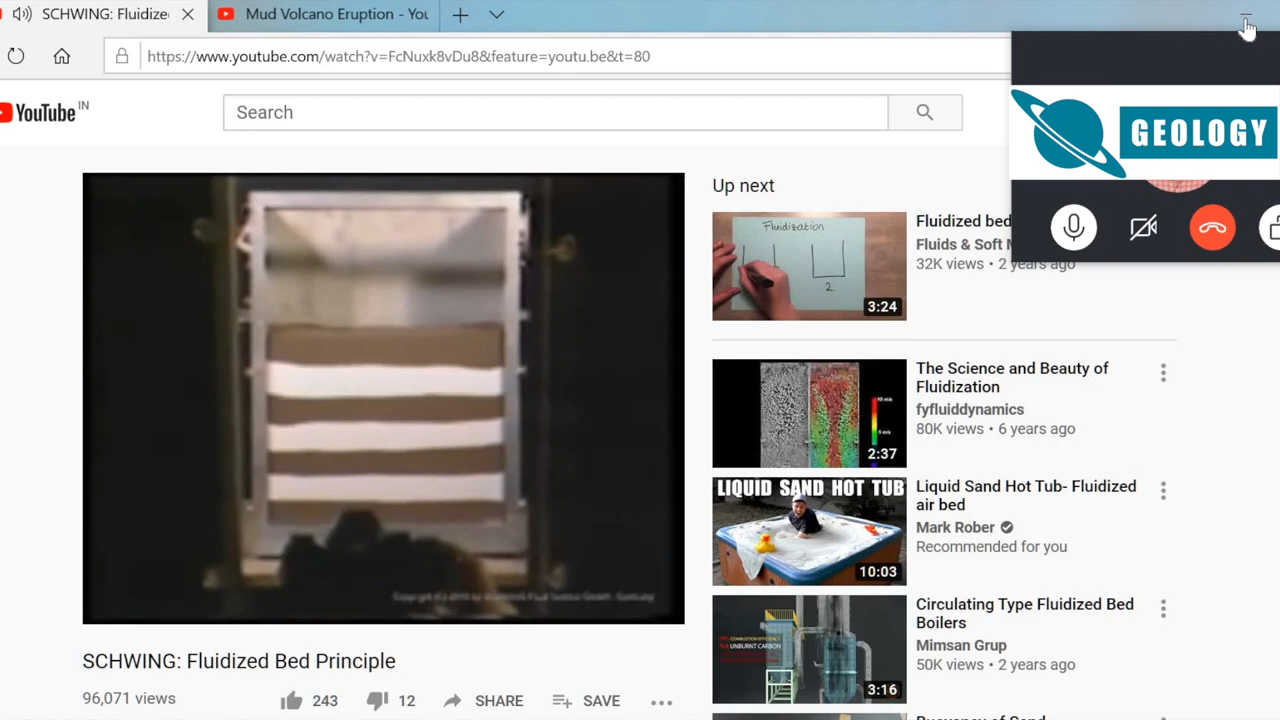 SCHWING: Fluidize
Mud Volcano Eruption - You
https://www.youtube.com/watch?v=FcNuxk8vDu8&feature=youtu.be&t=80
YouTube IN
Search
GEOLOGY
Up next
Fluidization
2
3:24
Fluidized bed
Fluids & Soft M
32K views • 2 years ago
2:37
The Science and Beauty of
Fluidization
fyfluiddynamics
80K views • 6 years ago
LIQUID SAND HOT TUB
10:03
Liquid Sand Hot Tub- Fluidized
air bed
Mark Rober
Recommended for you
COMBUSTION EFFICIENCY
UNBURNT CARBON
3:16
Circulating Type Fluidized Bed
Boilers
Mimsan Grup
50K views • 2 years ago
SCHWING: Fluidized Bed Principle
96,071 views
243
12
SHARE
SAVE